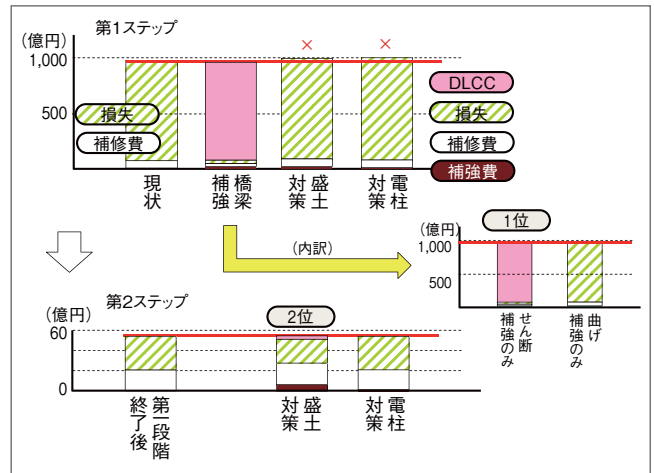 第1ステップ
(億円)
1,000
500
損失
補修費
現状
橋梁
補強
盛土
対策
電柱
対策
×
×
DLCC
損失
補修費
補強費
(内訳)
1位
(億円)
1,000
500
せん断
補強のみ
曲げ
補強のみ
第2ステップ
(億円)
60
0
2位
第一段階
終了後
盛土
対策
電柱
対策